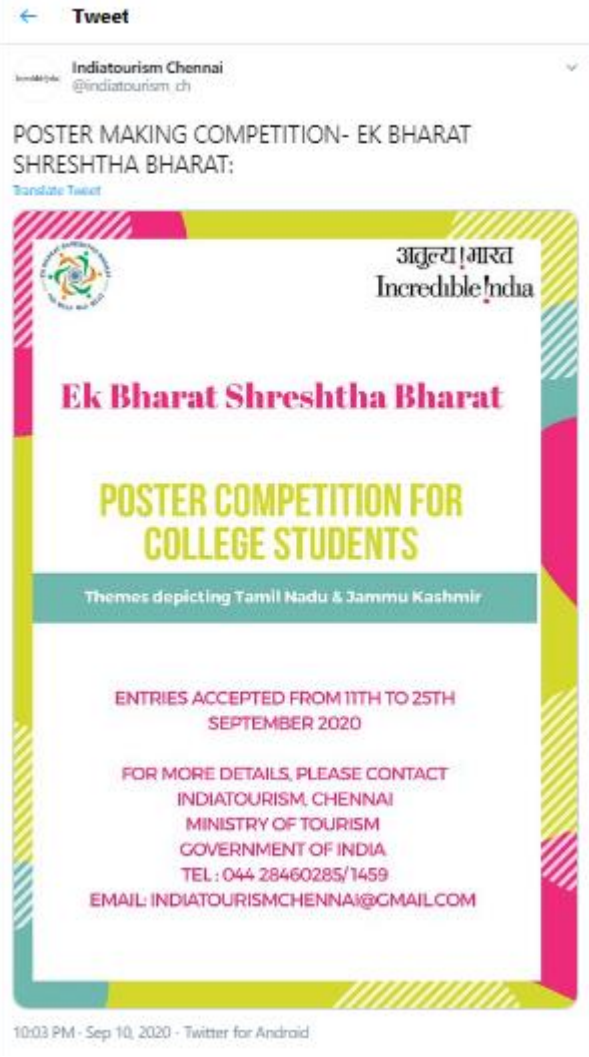 Tweet
Indiatourism Chennai
@indiatourism_ch
POSTER MAKING COMPETITION- EK BHARAT
SHRESHTHA BHARAT:
Translate Tweet
अतुल्य ! भारत
Incredible !ndia
Ek Bharat Shreshtha Bharat
POSTER COMPETITION FOR
COLLEGE STUDENTS
Themes depicting Tamil Nadu & Jammu Kashmir
ENTRIES ACCEPTED FROM 11TH TO 25TH
SEPTEMBER 2020
FOR MORE DETAILS, PLEASE CONTACT
INDIATOURISM, CHENNAI
MINISTRY OF TOURISM
GOVERNMENT OF INDIA
TEL : 044 28460285/1459
EMAIL: INDIATOURISMCHENNAI@GMAIL.COM
10:03 PM · Sep 10, 2020 · Twitter for Android